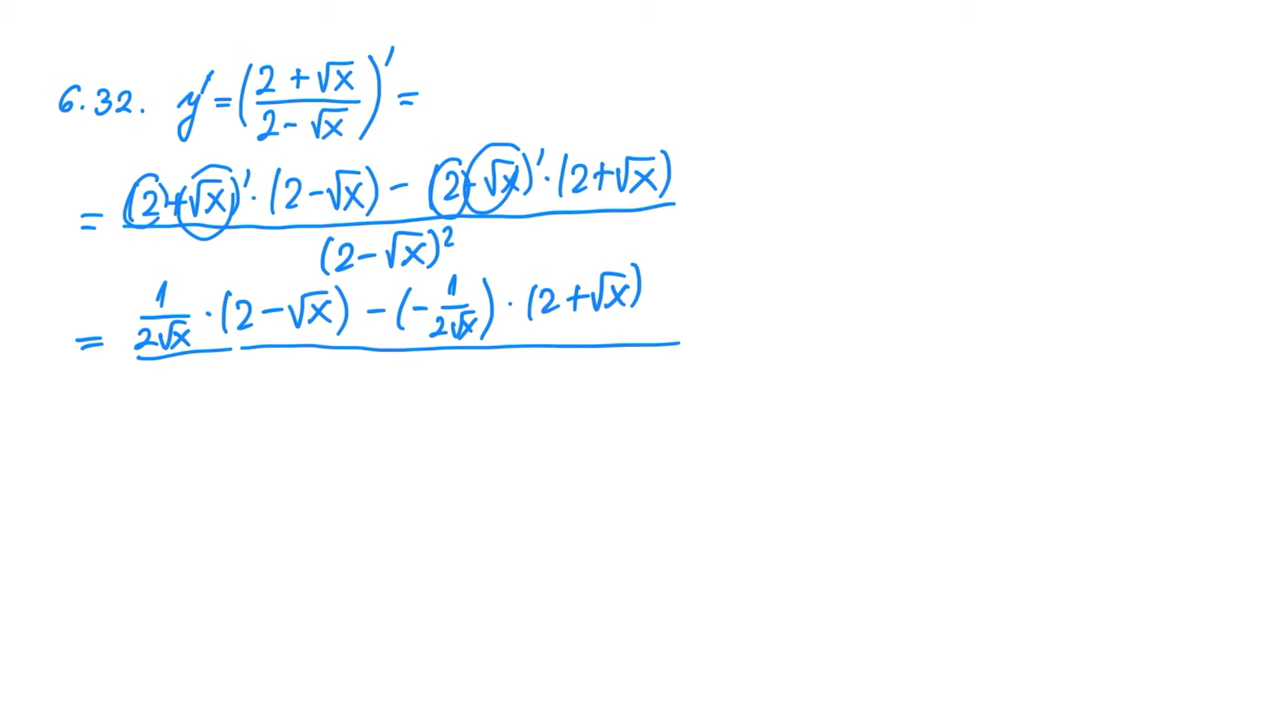 6.32. y' = ((2 + √x)/(2 - √x))' =
= ((2 + √x)' · (2 - √x) - (2 - √x)' · (2 + √x))/(2 - √x)²
= 1/(2√x) · (2 - √x) - (- 1/(2√x)) · (2 + √x)